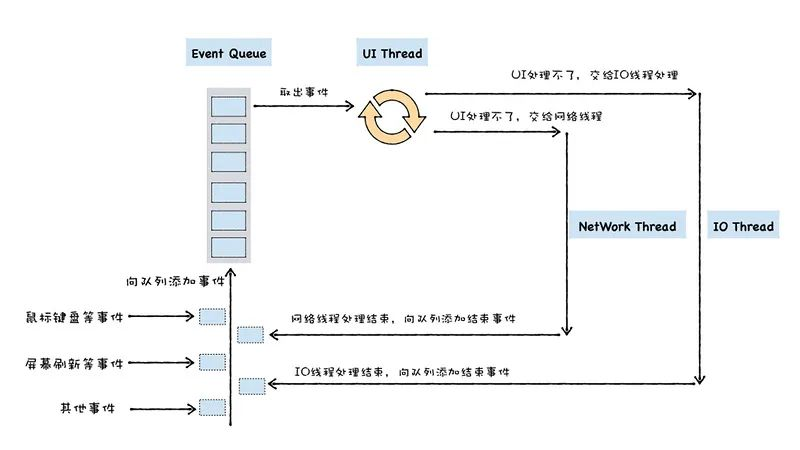 Event Queue
UI Thread
UI处理不了，交给IO线程处理
取出事件
UI处理不了，交给网络线程
NetWork Thread
IO Thread
向队列添加事件
鼠标键盘等事件
网络线程处理结束，向队列添加结束事件
屏幕刷新等事件
IO线程处理结束，向队列添加结束事件
其他事件